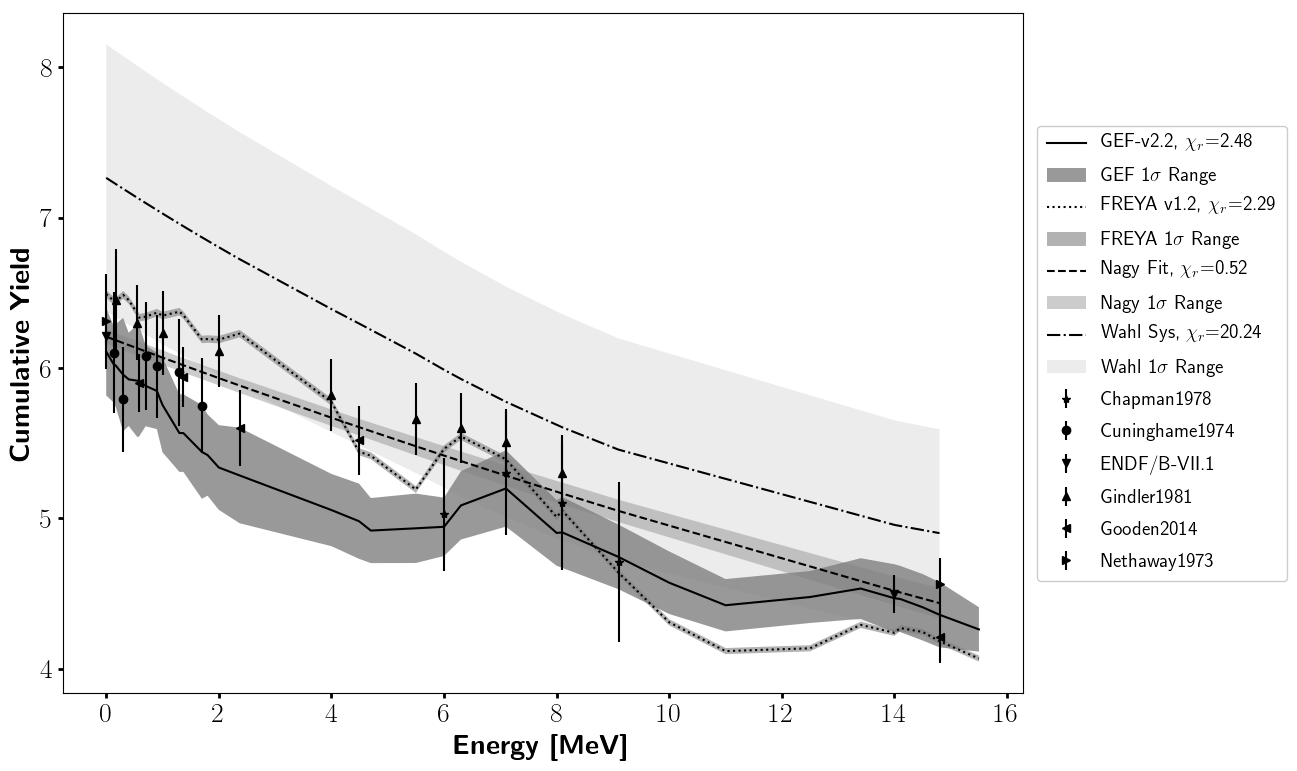 8
7
6
5
4
Cumulative Yield
0 2 4 6 8 10 12 14 16
Energy [MeV]
GEF-v2.2, χr=2.48
GEF 1σ Range
FREYA v1.2, χr=2.29
FREYA 1σ Range
Nagy Fit, χr=0.52
Nagy 1σ Range
Wahl Sys, χr=20.24
Wahl 1σ Range
Chapman1978
Cuninghame1974
ENDF/B-VII.1
Gindler1981
Gooden2014
Nethaway1973